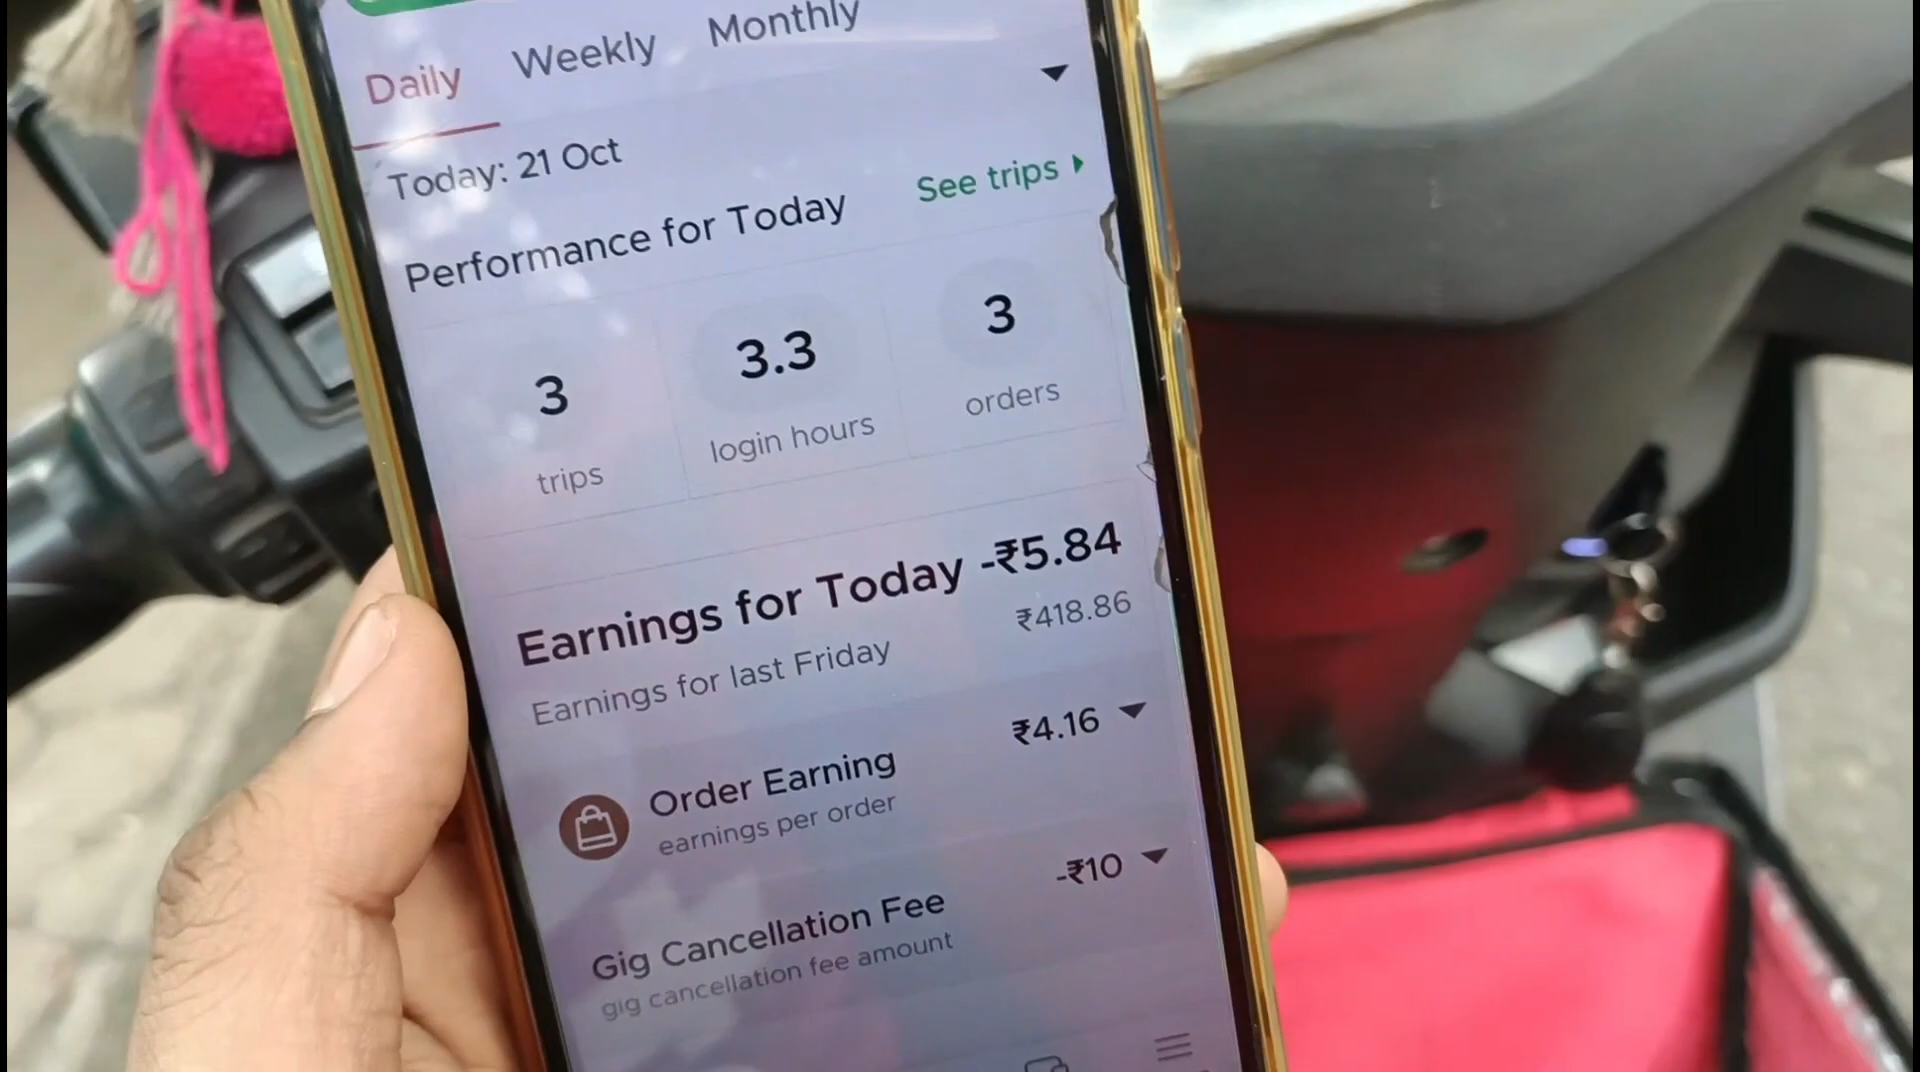 Daily Weekly Monthly
Today: 21 Oct
Performance for Today See trips
3 3.3 3
trips login hours orders
Earnings for Today -₹5.84
Earnings for last Friday ₹418.86
Order Earning ₹4.16
earnings per order
Gig Cancellation Fee -₹10
gig cancellation fee amount